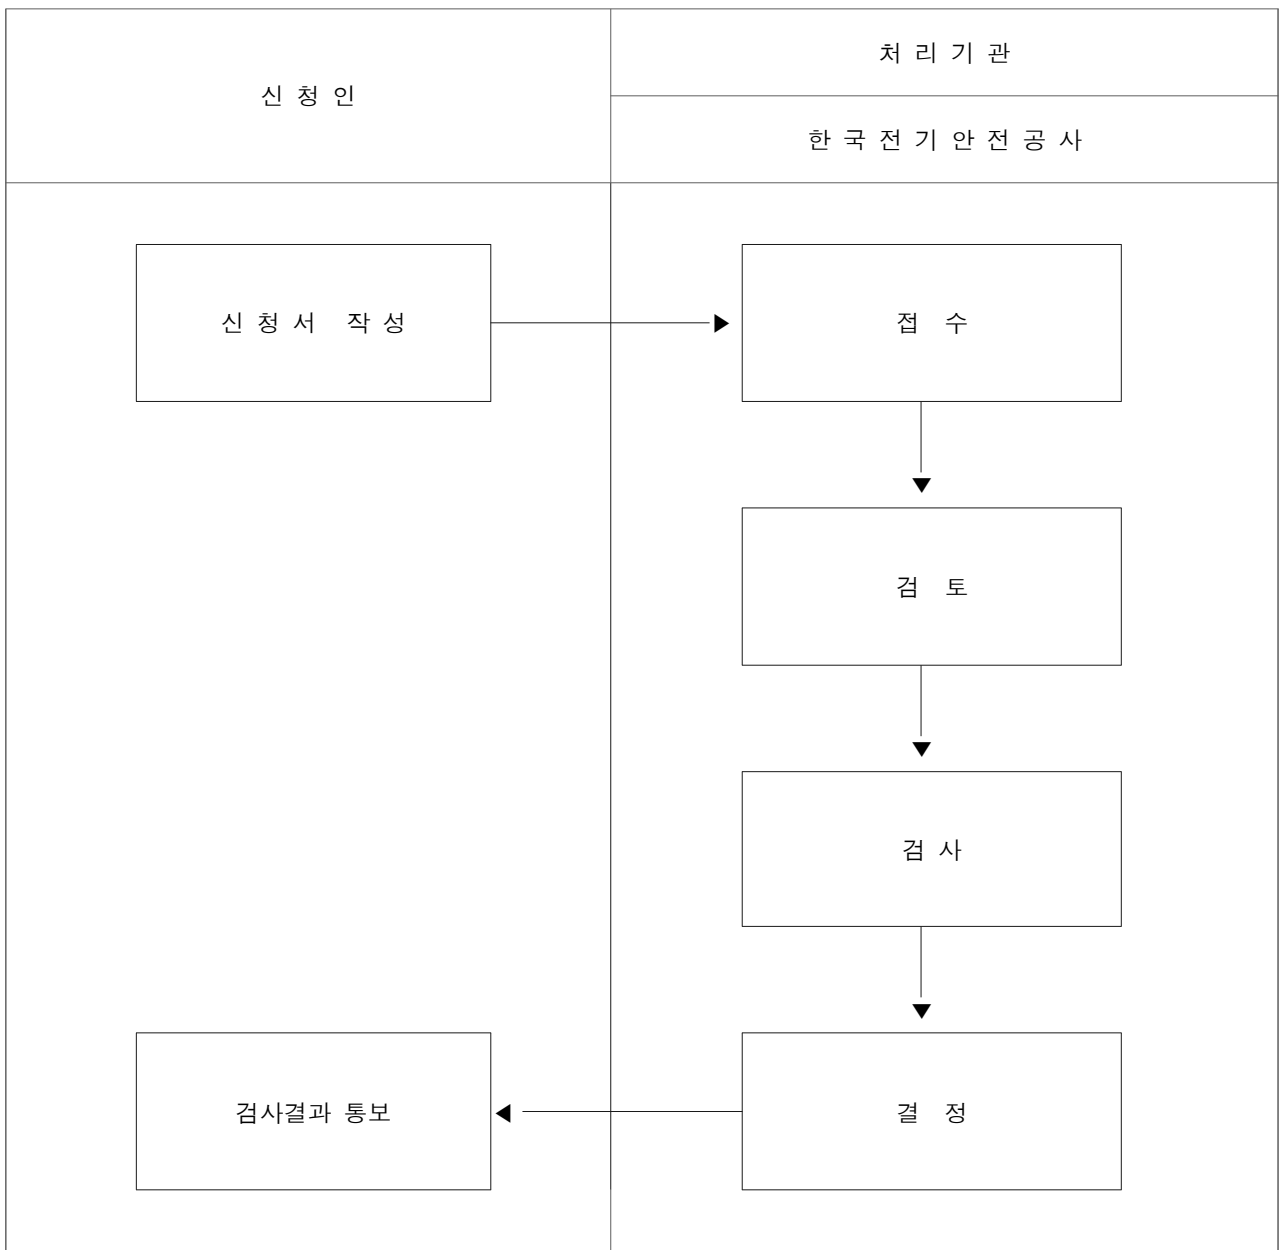 신 청 인
처 리 기 관
한 국 전 기 안 전 공 사
신 청 서 작 성
접 수
검 토
검 사
검사결과 통보
결 정